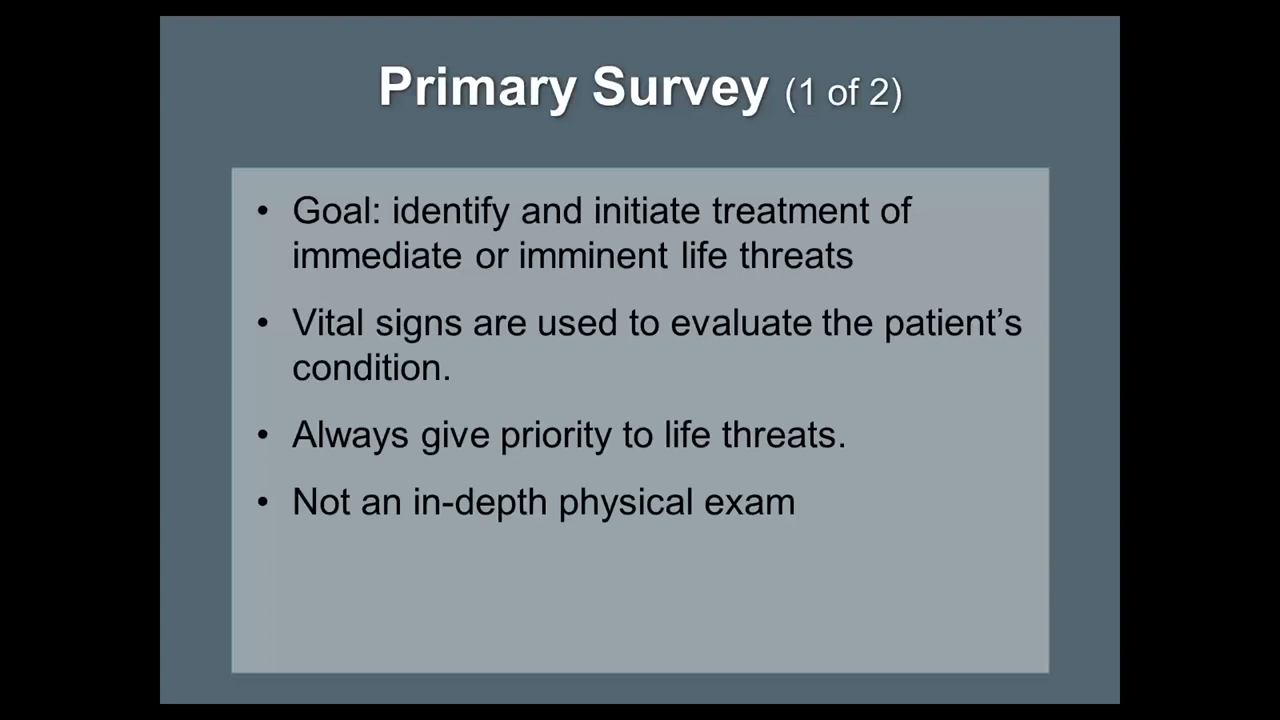 Primary Survey (1 of 2)
• Goal: identify and initiate treatment of
immediate or imminent life threats
• Vital signs are used to evaluate the patient’s
condition.
• Always give priority to life threats.
• Not an in-depth physical exam